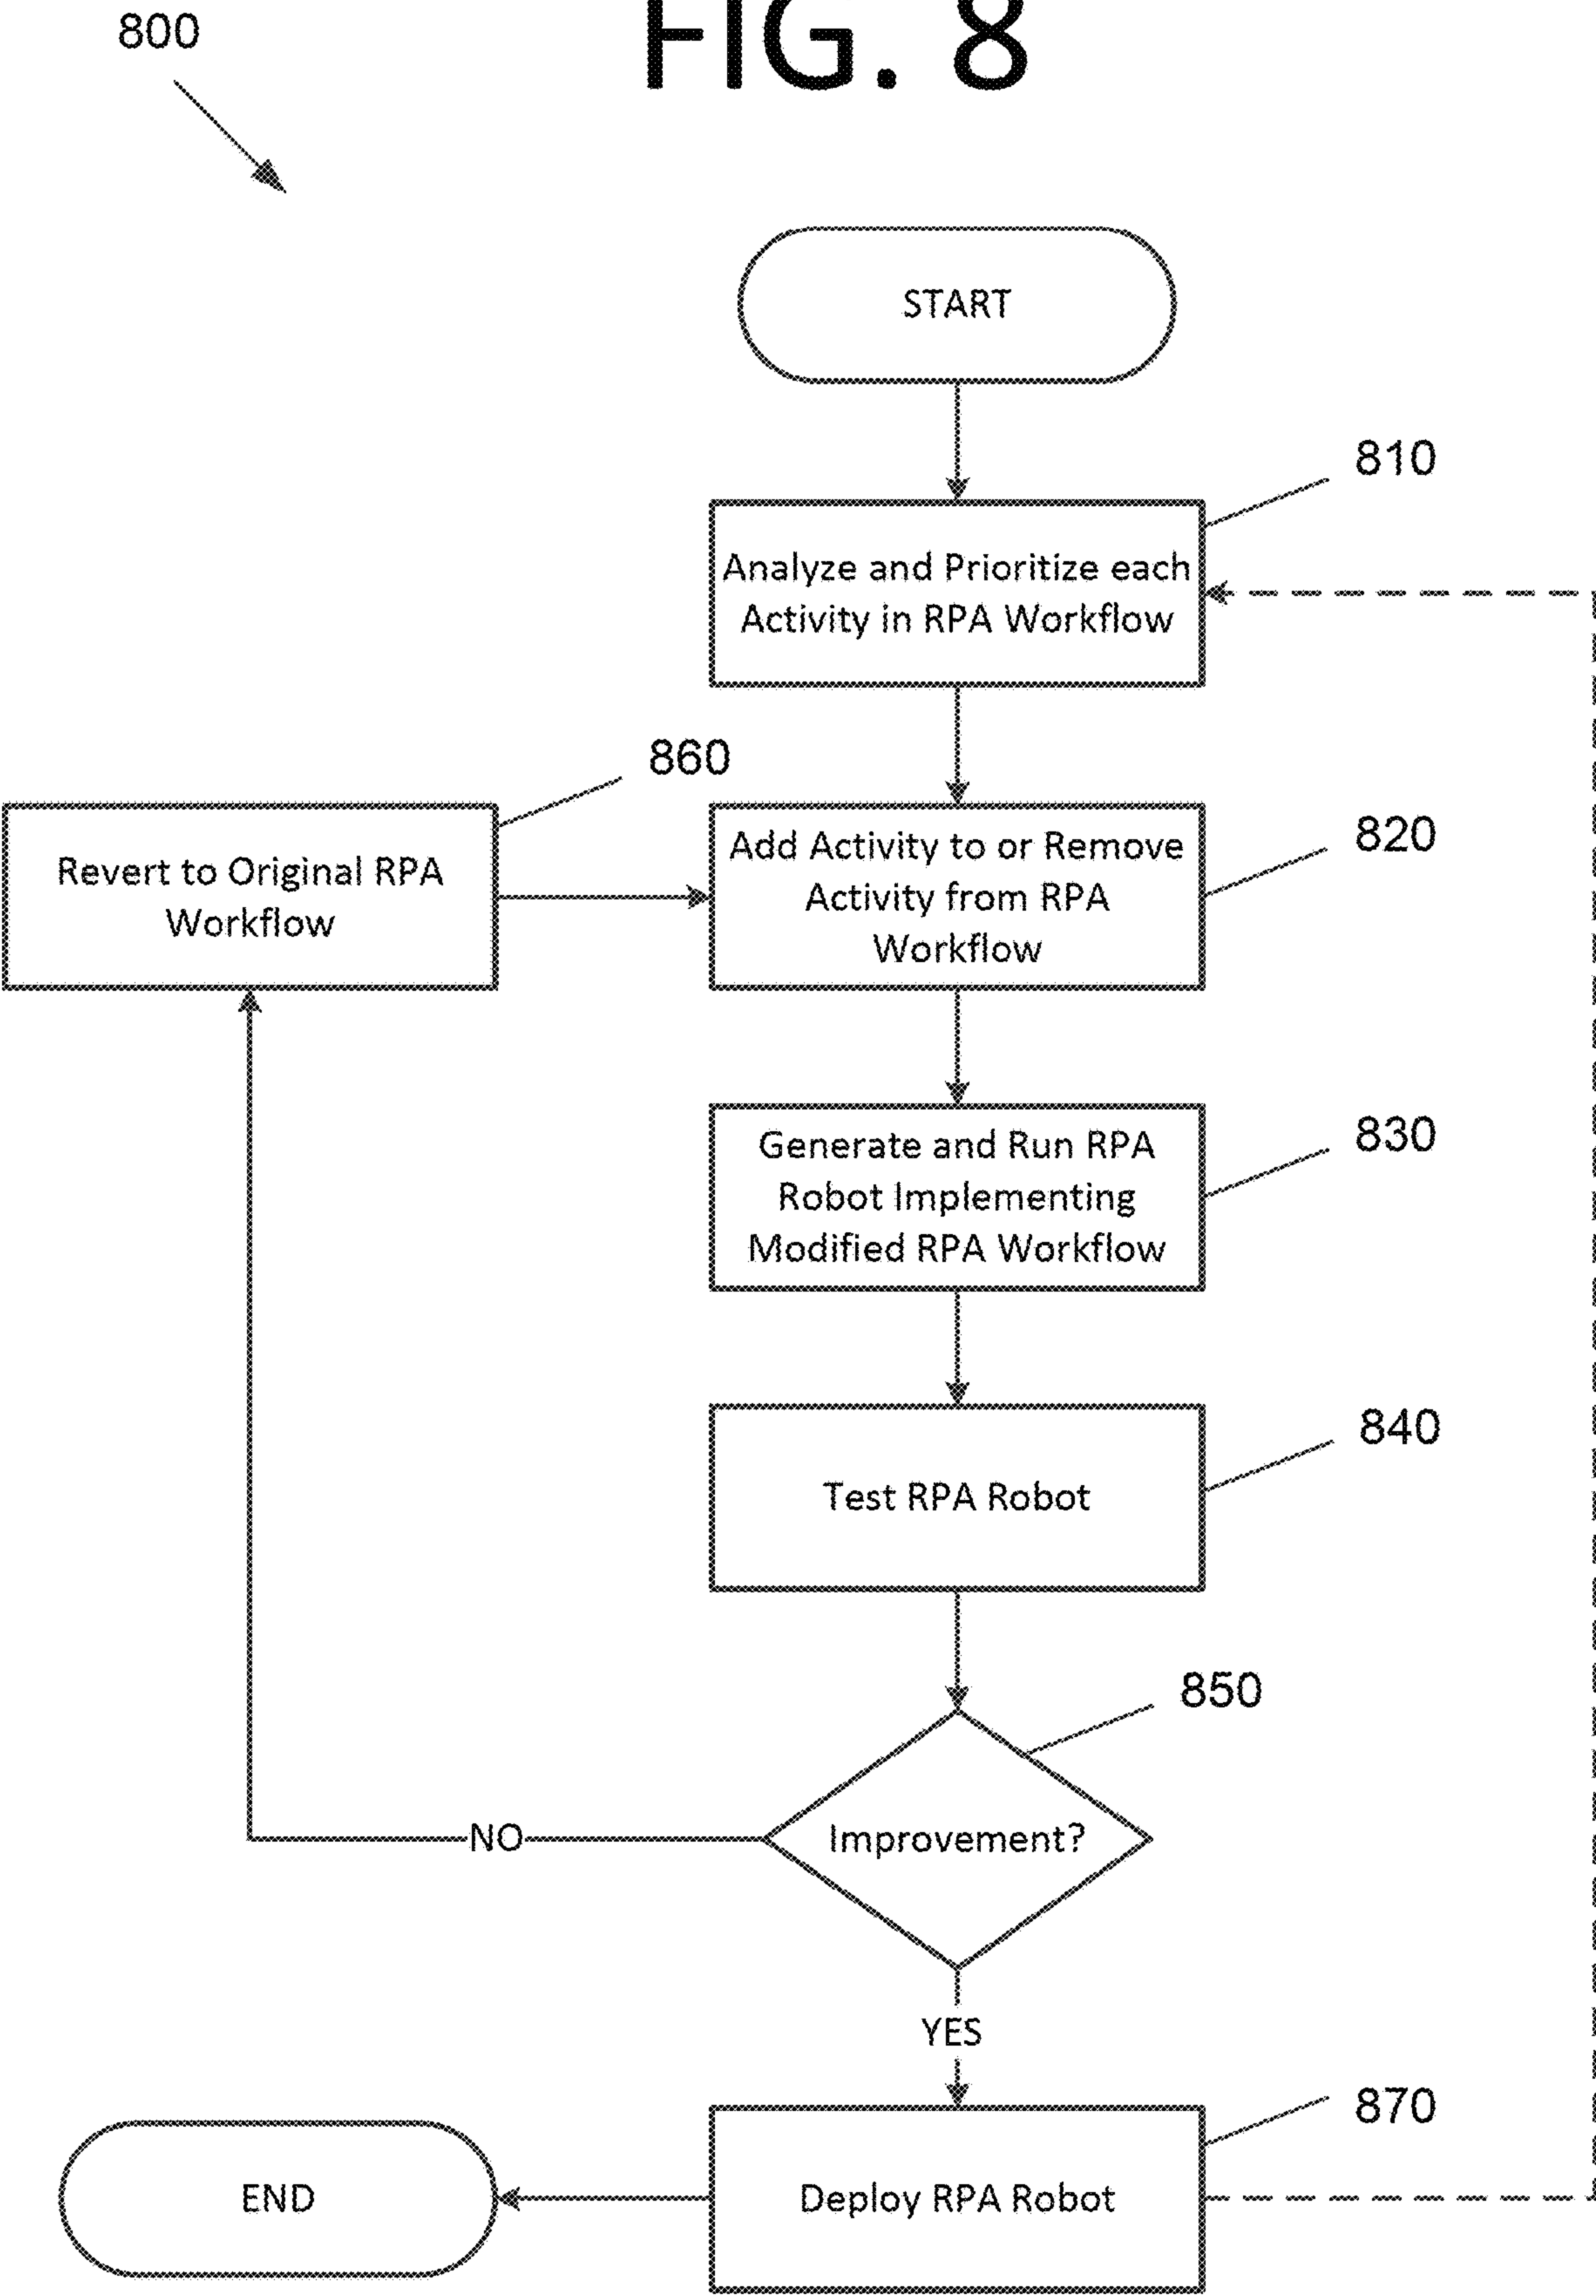 800
FIG. 8
START
810
Analyze and Prioritize each
Activity in RPA Workflow
860
Revert to Original RPA
Workflow
820
Add Activity to or Remove
Activity from RPA
Workflow
830
Generate and Run RPA
Robot Implementing
Modified RPA Workflow
840
Test RPA Robot
850
Improvement?
NO
YES
870
Deploy RPA Robot
END